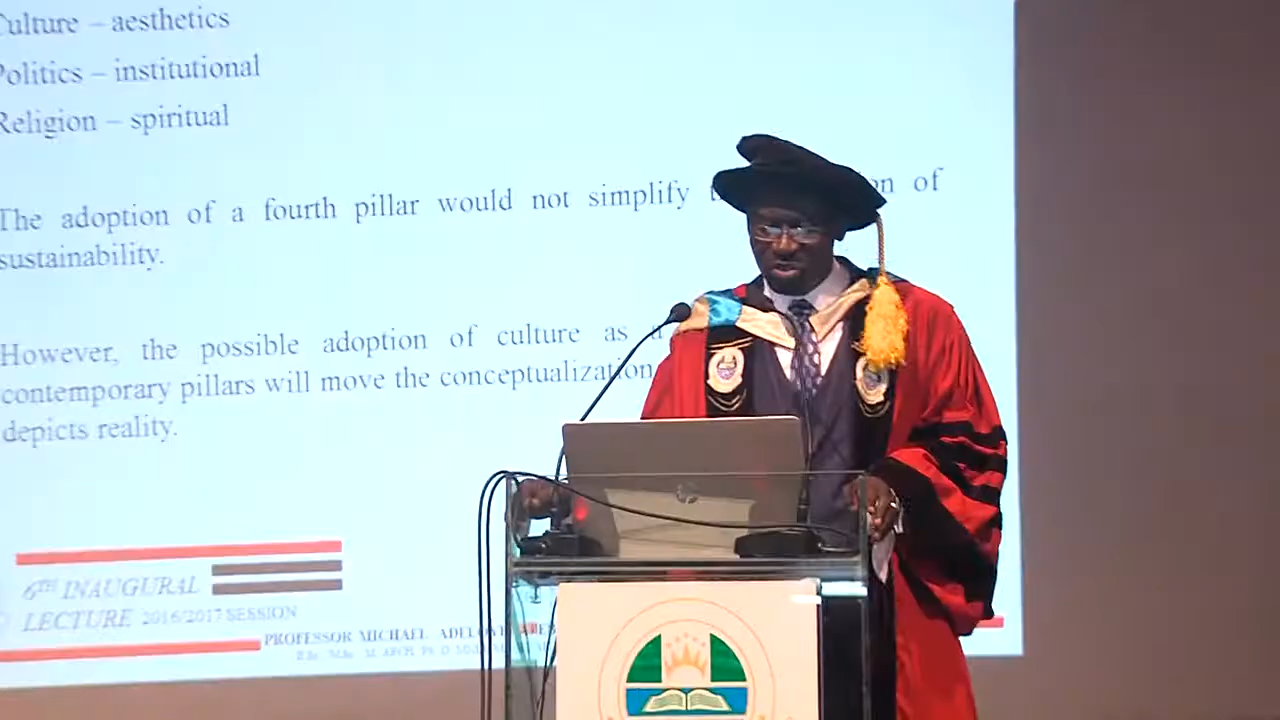 Culture – aesthetics
Politics – institutional
Religion – spiritual
The adoption of a fourth pillar would not simplify of
sustainability.
However, the possible adoption of culture as a
contemporary pillars will move the conceptualization
depicts reality.
6TH INAUGURAL
LECTURE 2016/2017 SESSION
PROFESSOR MICHAEL